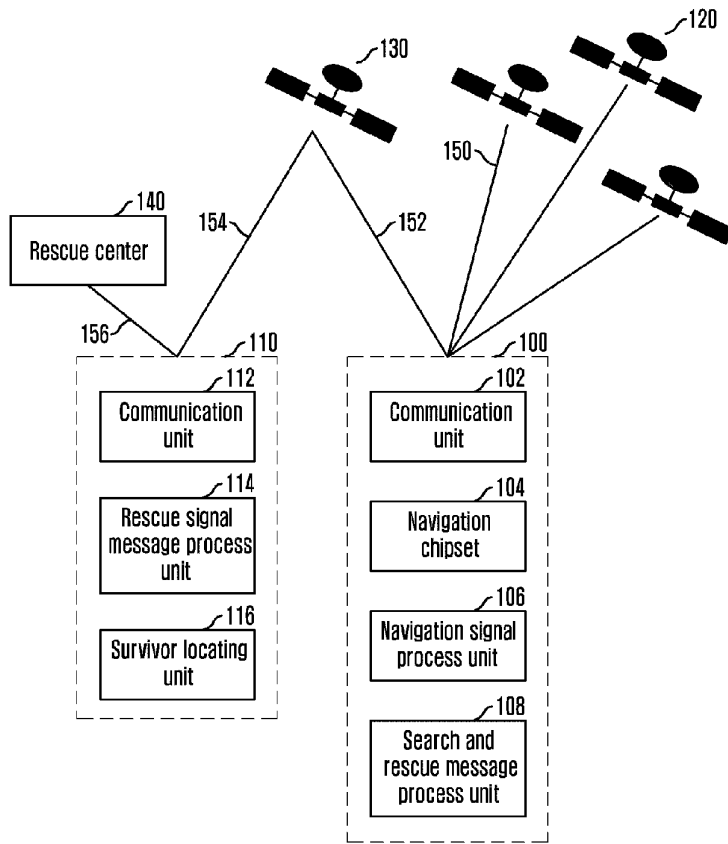 130
120
150
140
154
152
Rescue center
156
110
100
112
102
Communication
unit
Communication
unit
114
104
Rescue signal
message process
unit
Navigation
chipset
116
106
Survivor locating
unit
Navigation signal
process unit
108
Search and
rescue message
process unit